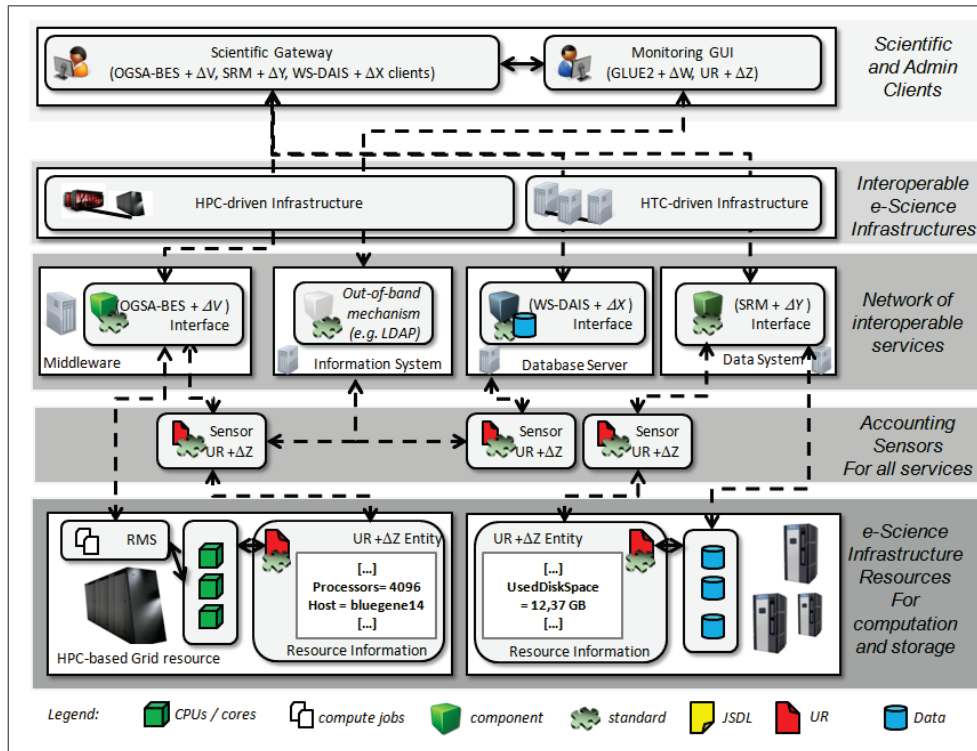 Scientific Gateway
(OGSA-BES + ΔV, SRM + ΔY, WS-DAIS + ΔX clients)
Monitoring GUI
(GLUE2 + ΔW, UR + ΔZ)
Scientific
and Admin
Clients
HPC-driven Infrastructure
HTC-driven Infrastructure
Interoperable
e-Science
Infrastructures
(OGSA-BES + ΔV )
Interface
Middleware
Out-of-band
mechanism
(e.g. LDAP)
Information System
(WS-DAIS + ΔX)
Interface
Database Server
(SRM + ΔY)
Interface
Data System
Network of
interoperable
services
Sensor
UR +ΔZ
Sensor
UR +ΔZ
Sensor
UR +ΔZ
Accounting
Sensors
For all services
RMS
HPC-based Grid resource
UR +ΔZ Entity
[...]
Processors= 4096
Host = bluegene14
[...]
Resource Information
UR +ΔZ Entity
[...]
UsedDiskSpace
= 12,37 GB
[...]
Resource Information
e-Science
Infrastructure
Resources
For
computation
and storage
Legend:
CPUs / cores
compute jobs
component
standard
JSDL
UR
Data